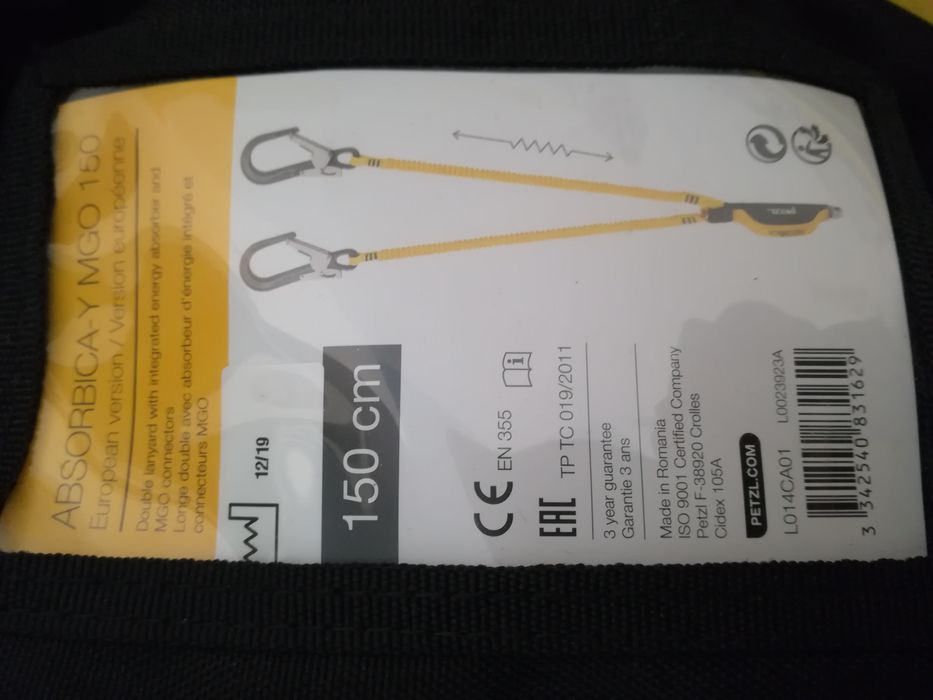 ABSORBICA-Y MGO 150
European version / Version européenne
Double lanyard with integrated energy absorber and
MGO connectors
Longe double avec absorbeur d'énergie intégré et
connecteurs MGO
12/19
150 cm
CE EN 355
EAC TP TC 019/2011
3 year guarantee
Garantie 3 ans
Made in Romania
ISO 9001 Certified Company
Petzl F-38920 Crolles
Cidex 105A
PETZL.COM
L014CA01 L0023923A
3 342540 831629
PETZL